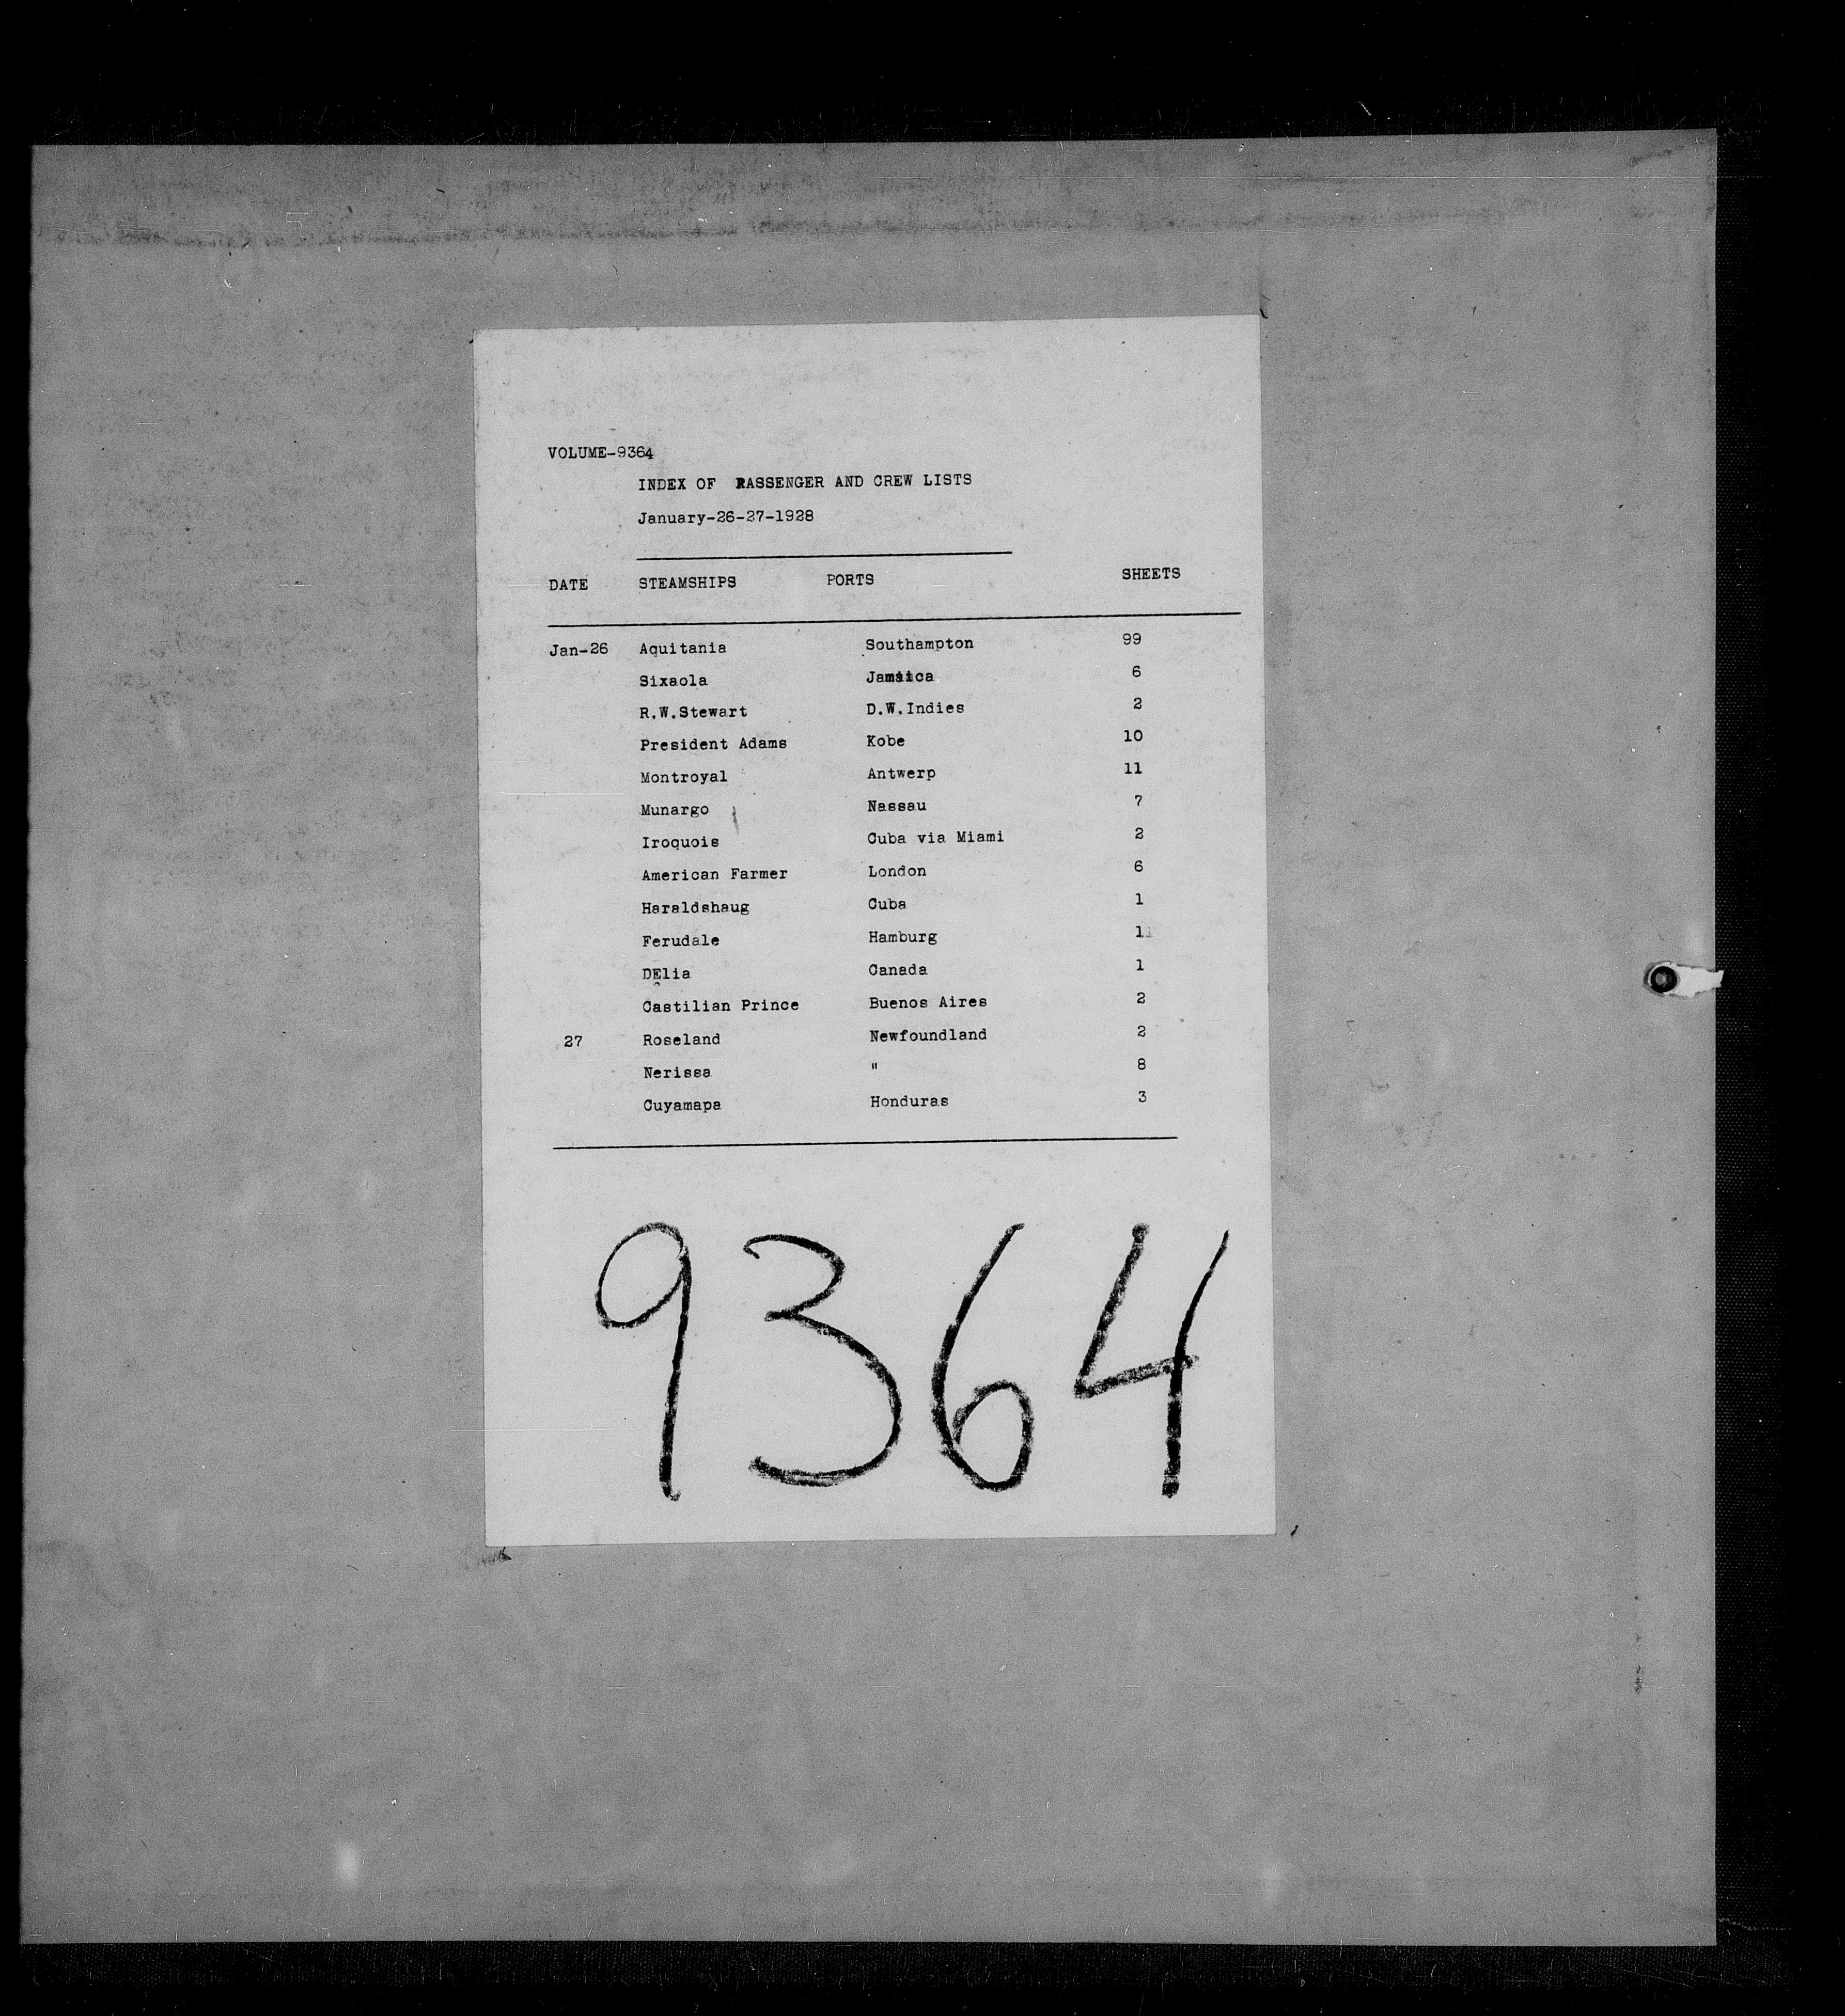 VOLUME-9364
INDEX OF PASSENGER AND CREW LISTS
January-26-27-1928
DATE STEAMSHIPS PORTS SHEETS
Jan-26 Aquitania Southampton 99
Sixaola Jamaica 6
R.W.Stewart D.W.Indies 2
President Adams Kobe 10
Montroyal Antwerp 11
Munargo Nassau 7
Iroquois Cuba via Miami 2
American Farmer London 6
Haraldshaug Cuba 1
Ferudale Hamburg 1
DElia Canada 1
Castilian Prince Buenos Aires 2
27 Roseland Newfoundland 2
Nerissa " 8
Cuyamapa Honduras 3
9364